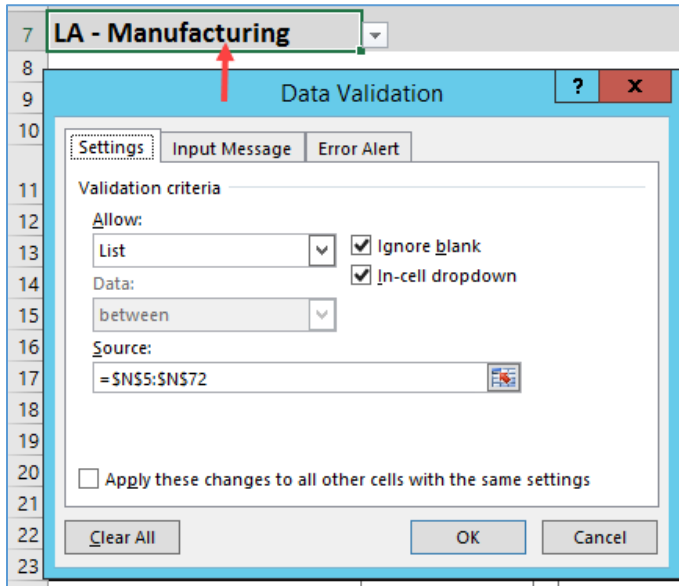 7 LA - Manufacturing
8
9 Data Validation ? x
10
Settings Input Message Error Alert
11 Validation criteria
12 Allow:
13 List Ignore blank
14 Data: In-cell dropdown
15 between
16 Source:
17 =$N$5:$N$72
18
19
20 Apply these changes to all other cells with the same settings
21
22 Clear All OK Cancel
23